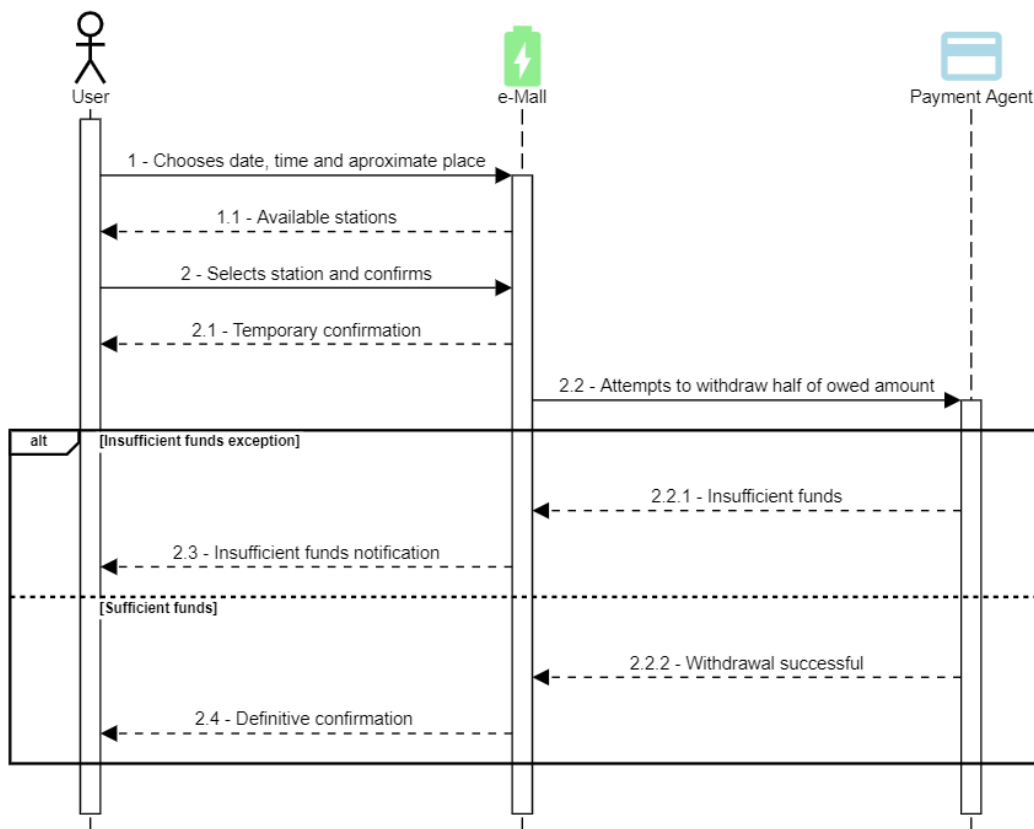 User
e-Mall
Payment Agent
1 - Chooses date, time and aproximate place
1.1 - Available stations
2 - Selects station and confirms
2.1 - Temporary confirmation
2.2 - Attempts to withdraw half of owed amount
alt
[Insufficient funds exception]
2.2.1 - Insufficient funds
2.3 - Insufficient funds notification
[Sufficient funds]
2.2.2 - Withdrawal successful
2.4 - Definitive confirmation